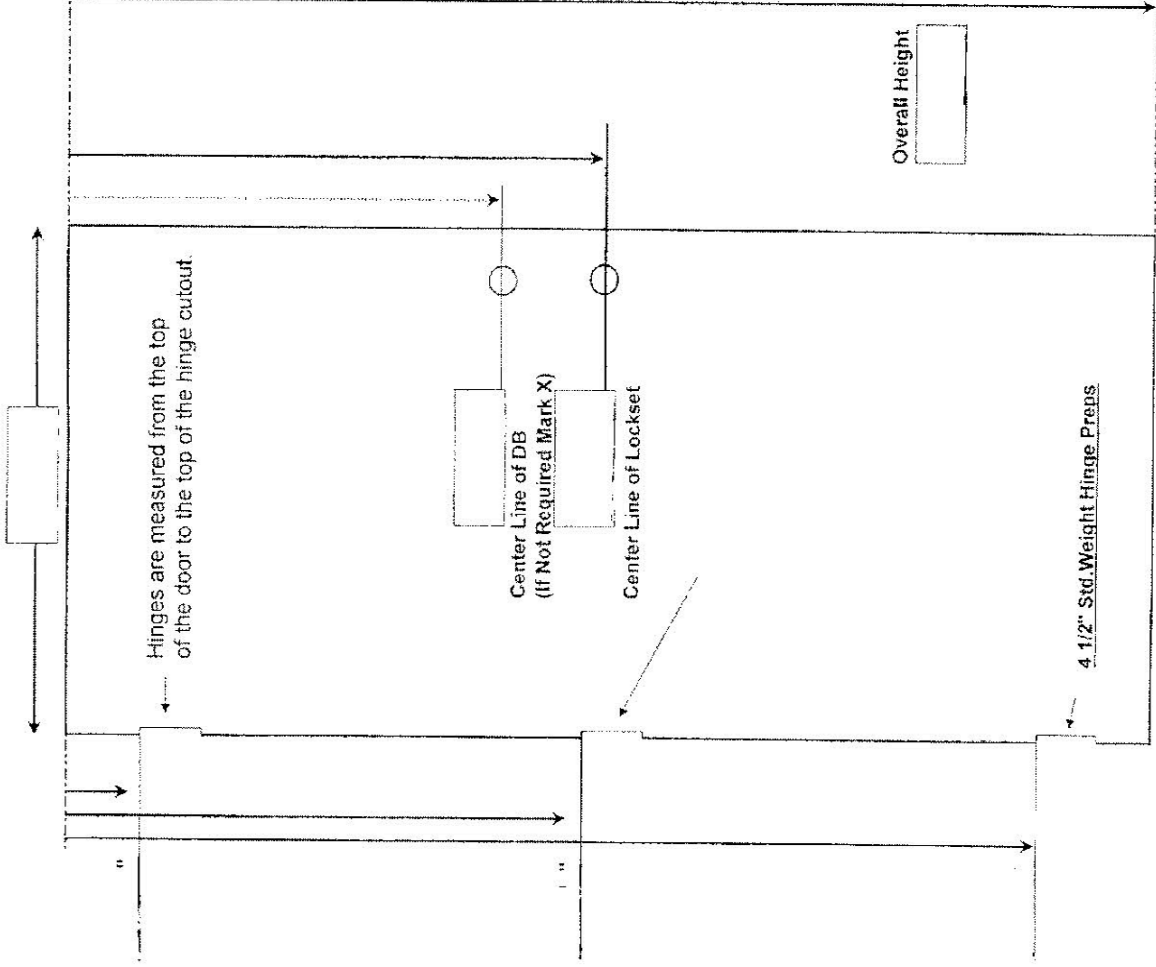 Hinges are measured from the top
of the door to the top of the hinge cutout.
Overall Height
Center Line of DB
(If Not Required Mark X)
Center Line of Lockset
4 1/2" Std.Weight Hinge Preps
"
"